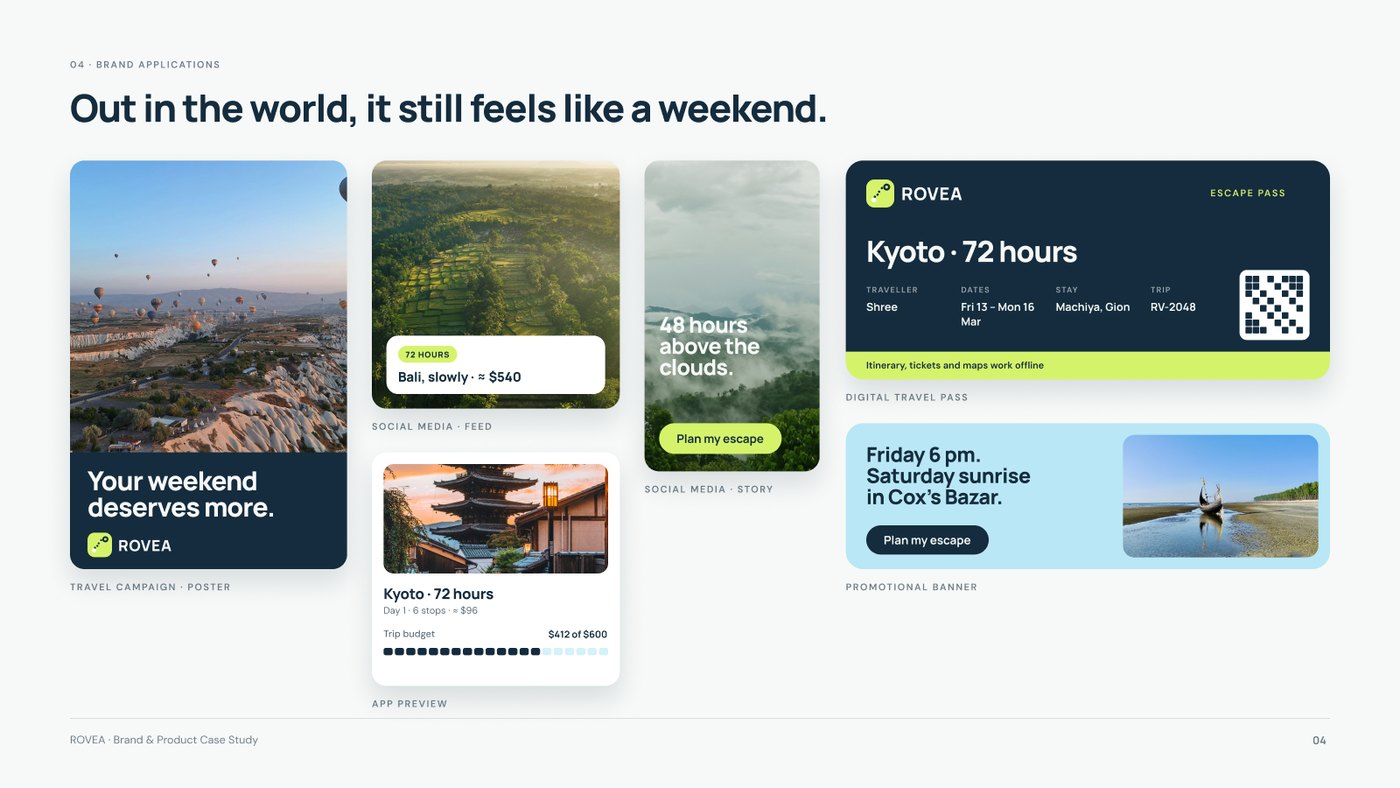 04 · BRAND APPLICATIONS
Out in the world, it still feels like a weekend.
Your weekend
deserves more.
ROVEA
TRAVEL CAMPAIGN · POSTER
72 HOURS
Bali, slowly · ≈ $540
SOCIAL MEDIA · FEED
Kyoto · 72 hours
Day 1 · 6 stops · ≈ $96
Trip budget
$412 of $600
APP PREVIEW
48 hours
above the
clouds.
Plan my escape
SOCIAL MEDIA · STORY
ROVEA
ESCAPE PASS
Kyoto · 72 hours
TRAVELLER
Shree
DATES
Fri 13 – Mon 16
Mar
STAY
Machiya, Gion
TRIP
RV-2048
Itinerary, tickets and maps work offline
DIGITAL TRAVEL PASS
Friday 6 pm.
Saturday sunrise
in Cox's Bazar.
Plan my escape
PROMOTIONAL BANNER
ROVEA · Brand & Product Case Study
04